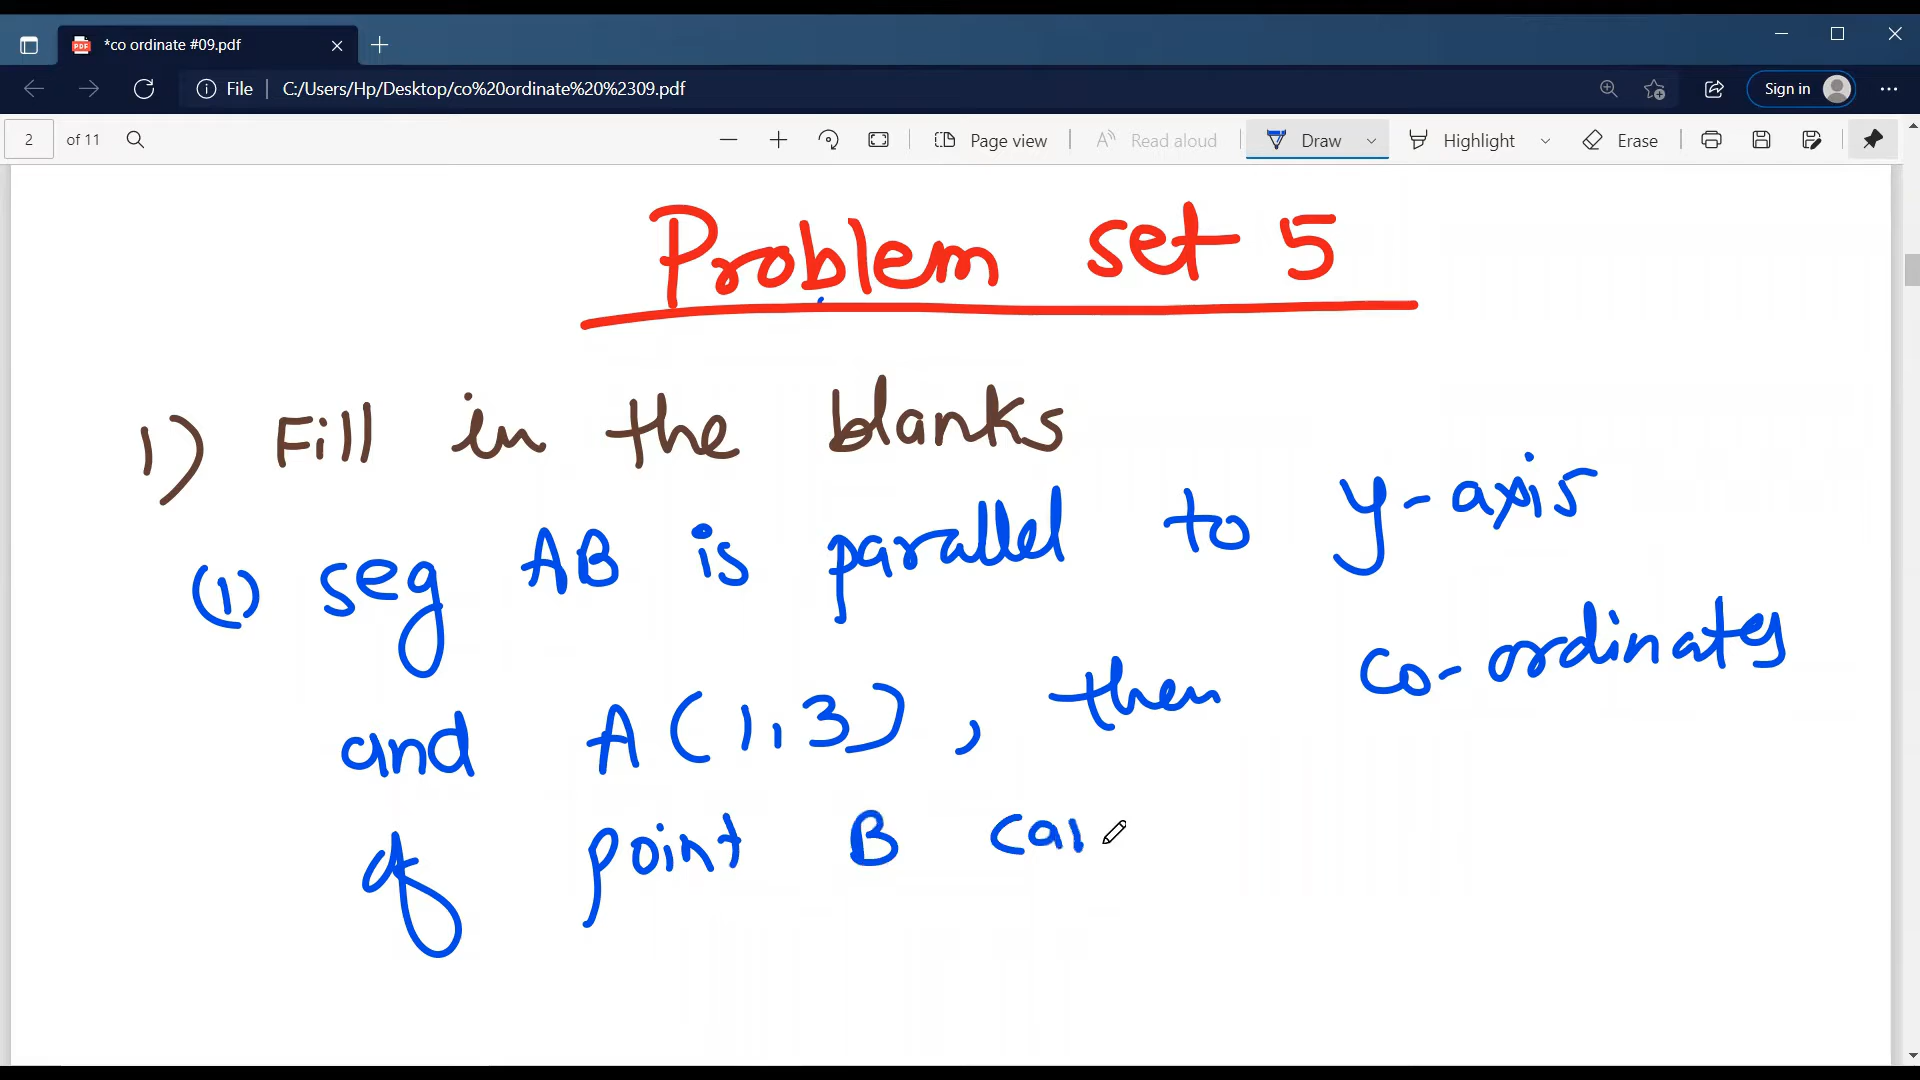 *co ordinate #09.pdf
File | C:/Users/Hp/Desktop/co%20ordinate%20%2309.pdf
Sign in
2 of 11
Page view
Read aloud
Draw
Highlight
Erase
Problem set 5
1) Fill in the blanks
(1) seg AB is parallel to y-axis
and A(1,3), then co-ordinates
of point B can